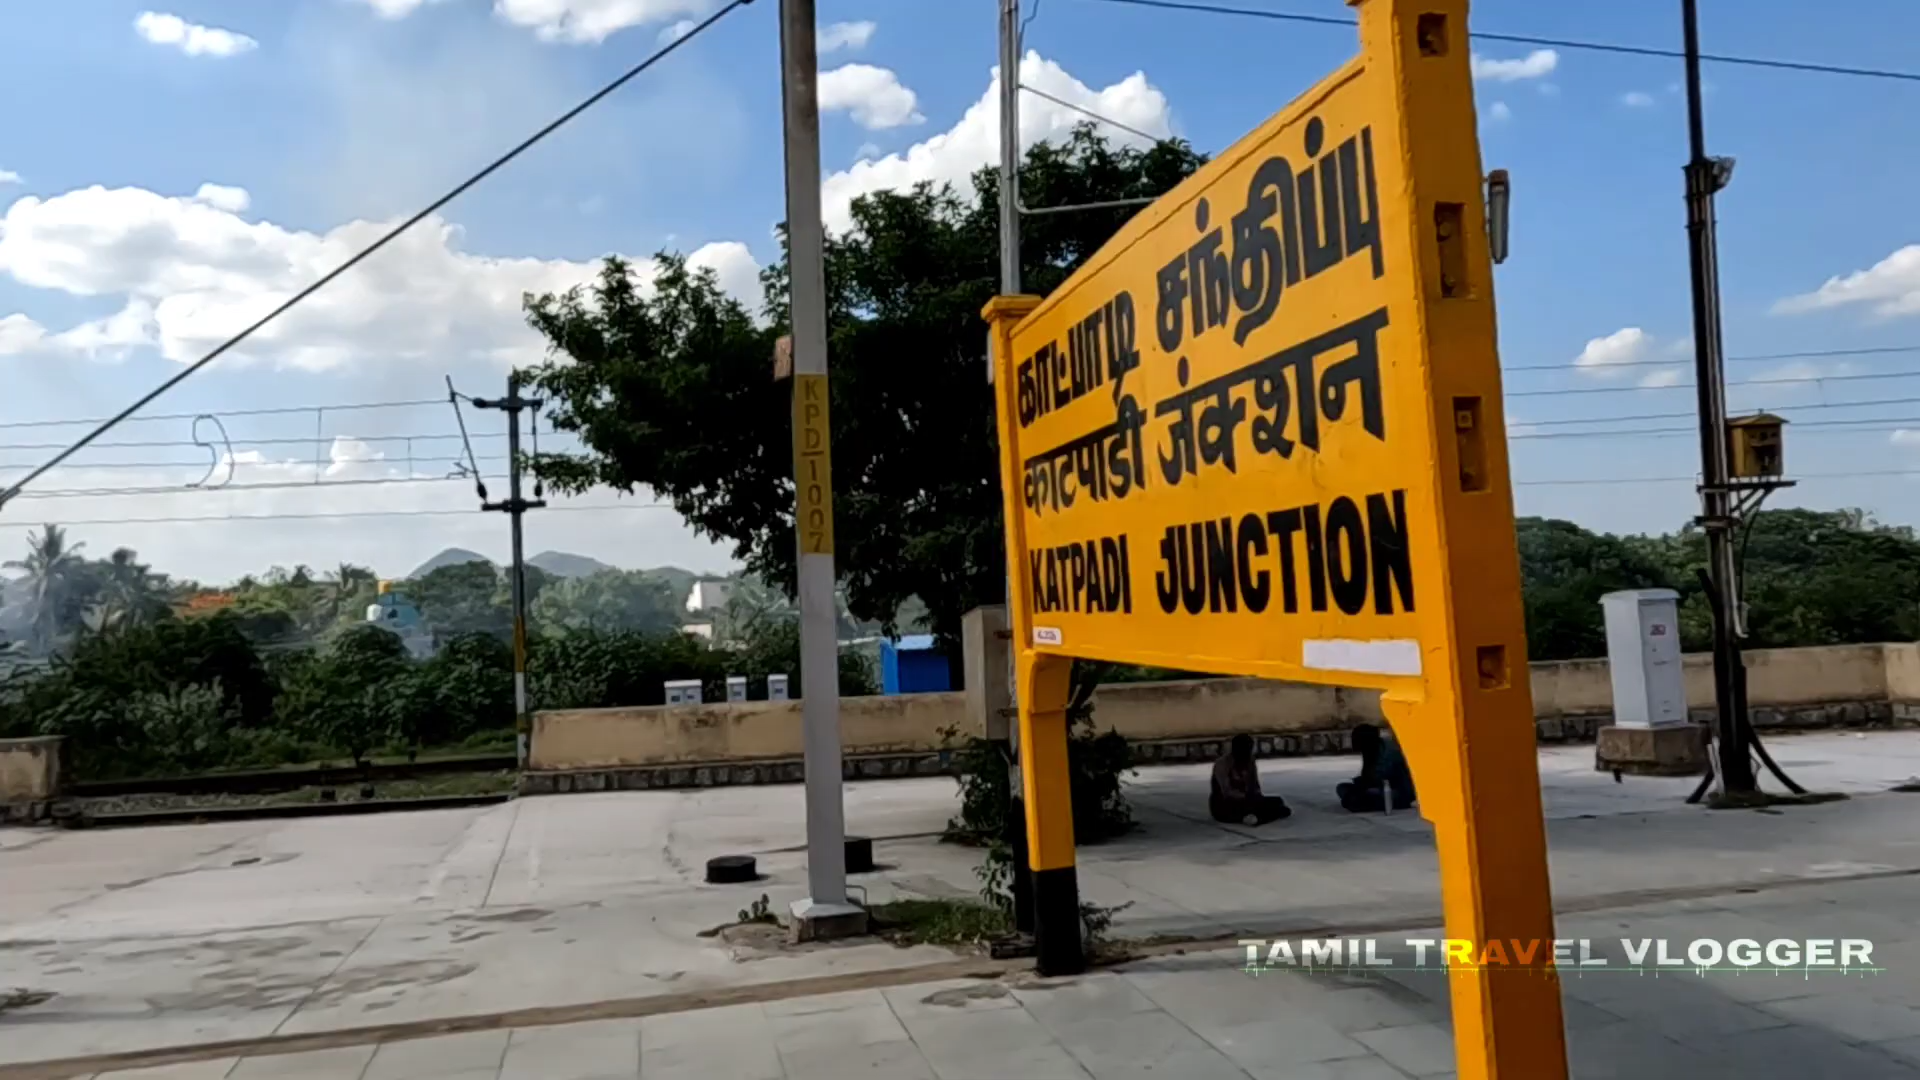 காட்பாடி சந்திப்பு
काटपाडी जंक्शन
KATPADI JUNCTION
KPD 1007
TAMIL TRAVEL VLOGGER